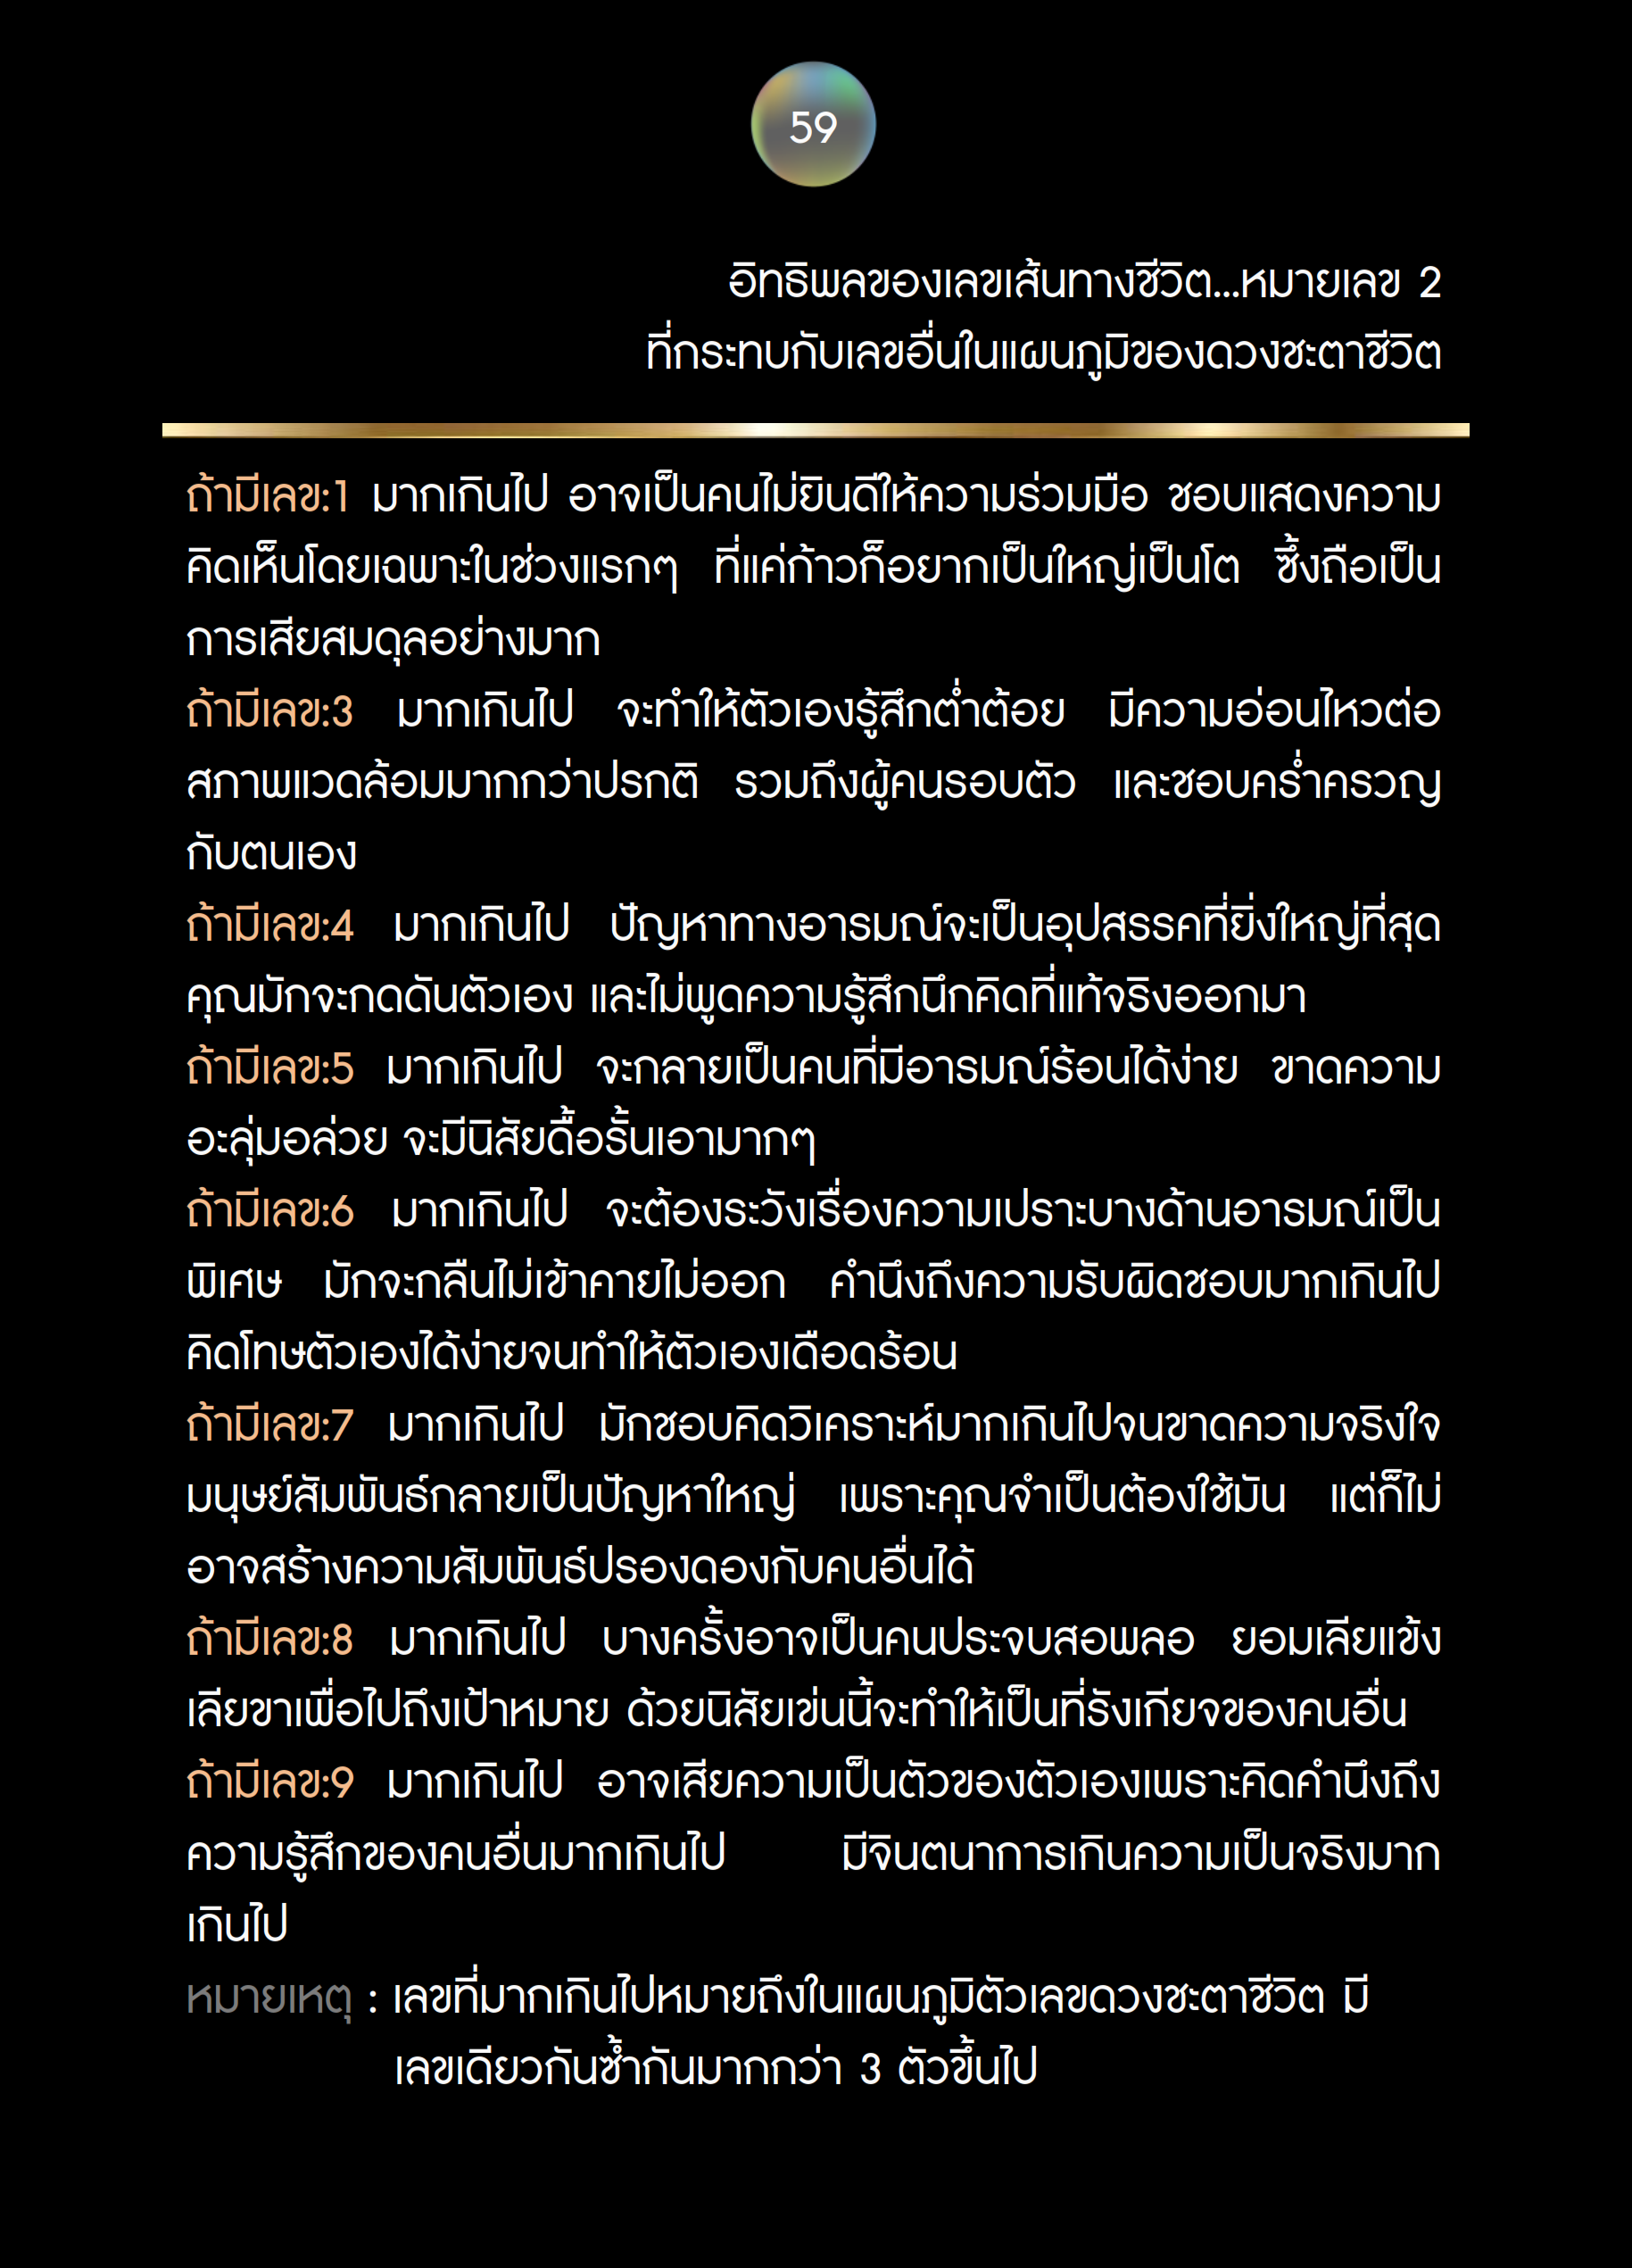 59
อิทธิพลของเลขเส้นทางชีวิต...หมายเลข 2
ที่กระทบกับเลขอื่นในแผนภูมิของดวงชะตาชีวิต
ถ้ามีเลข:1 มากเกินไป อาจเป็นคนไม่ยินดีให้ความร่วมมือ ชอบแสดงความ
คิดเห็นโดยเฉพาะในช่วงแรกๆ ที่แค่ก้าวก็อยากเป็นใหญ่เป็นโต ซึ้งถือเป็น
การเสียสมดุลอย่างมาก
ถ้ามีเลข:3 มากเกินไป จะทำให้ตัวเองรู้สึกต่ำต้อย มีความอ่อนไหวต่อ
สภาพแวดล้อมมากกว่าปรกติ รวมถึงผู้คนรอบตัว และชอบคร่ำครวญ
กับตนเอง
ถ้ามีเลข:4 มากเกินไป ปัญหาทางอารมณ์จะเป็นอุปสรรคที่ยิ่งใหญ่ที่สุด
คุณมักจะกดดันตัวเอง และไม่พูดความรู้สึกนึกคิดที่แท้จริงออกมา
ถ้ามีเลข:5 มากเกินไป จะกลายเป็นคนที่มีอารมณ์ร้อนได้ง่าย ขาดความ
อะลุ่มอล่วย จะมีนิสัยดื้อรั้นเอามากๆ
ถ้ามีเลข:6 มากเกินไป จะต้องระวังเรื่องความเปราะบางด้านอารมณ์เป็น
พิเศษ มักจะกลืนไม่เข้าคายไม่ออก คำนึงถึงความรับผิดชอบมากเกินไป
คิดโทษตัวเองได้ง่ายจนทำให้ตัวเองเดือดร้อน
ถ้ามีเลข:7 มากเกินไป มักชอบคิดวิเคราะห์มากเกินไปจนขาดความจริงใจ
มนุษย์สัมพันธ์กลายเป็นปัญหาใหญ่ เพราะคุณจำเป็นต้องใช้มัน แต่ก็ไม่
อาจสร้างความสัมพันธ์ปรองดองกับคนอื่นได้
ถ้ามีเลข:8 มากเกินไป บางครั้งอาจเป็นคนประจบสอพลอ ยอมเลียแข้ง
เลียขาเพื่อไปถึงเป้าหมาย ด้วยนิสัยเช่นนี้จะทำให้เป็นที่รังเกียจของคนอื่น
ถ้ามีเลข:9 มากเกินไป อาจเสียความเป็นตัวของตัวเองเพราะคิดคำนึงถึง
ความรู้สึกของคนอื่นมากเกินไป มีจินตนาการเกินความเป็นจริงมาก
เกินไป
หมายเหตุ : เลขที่มากเกินไปหมายถึงในแผนภูมิตัวเลขดวงชะตาชีวิต มี
เลขเดียวกันซ้ำกันมากกว่า 3 ตัวขึ้นไป